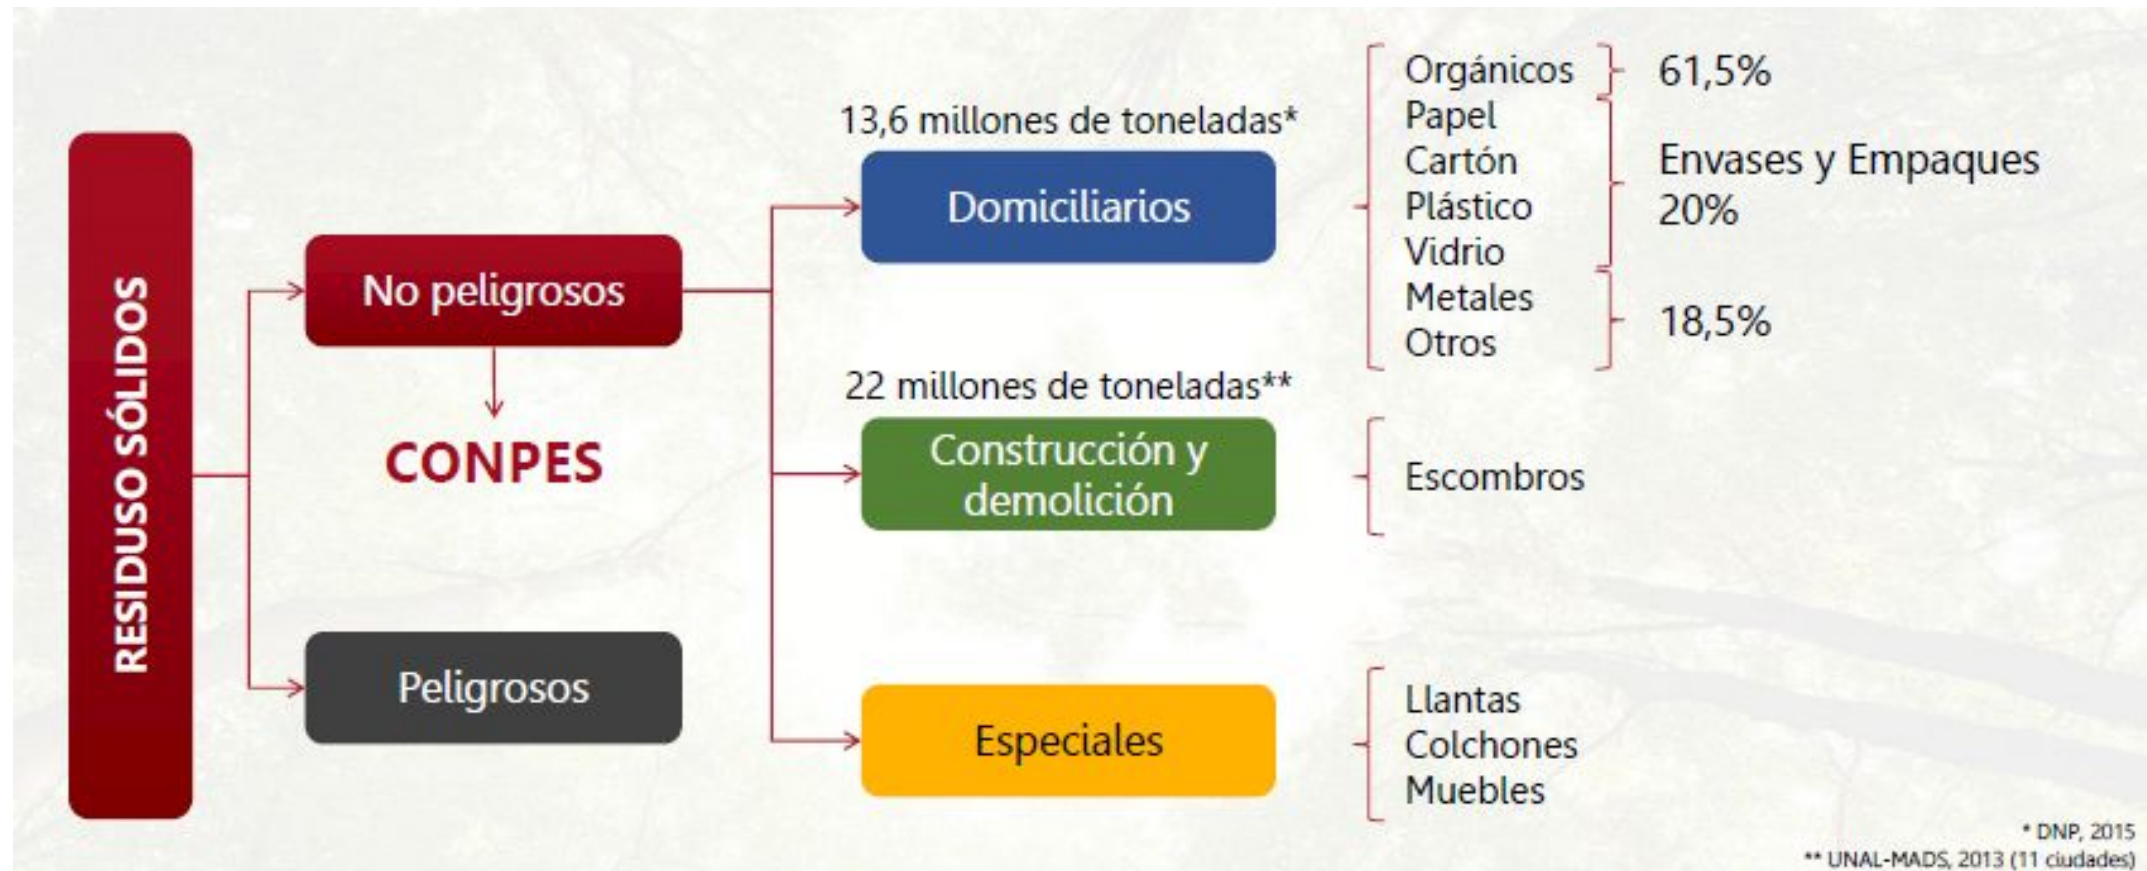 RESIDUSO SÓLIDOS
No peligrosos
CONPES
Peligrosos
13,6 millones de toneladas*
Domiciliarios
Orgánicos
Papel
Cartón
Plástico
Vidrio
Metales
Otros
61,5%
Envases y Empaques
20%
18,5%
22 millones de toneladas**
Construcción y
demolición
Escombros
Especiales
Llantas
Colchones
Muebles
* DNP, 2015
** UNAL-MADS, 2013 (11 ciudades)